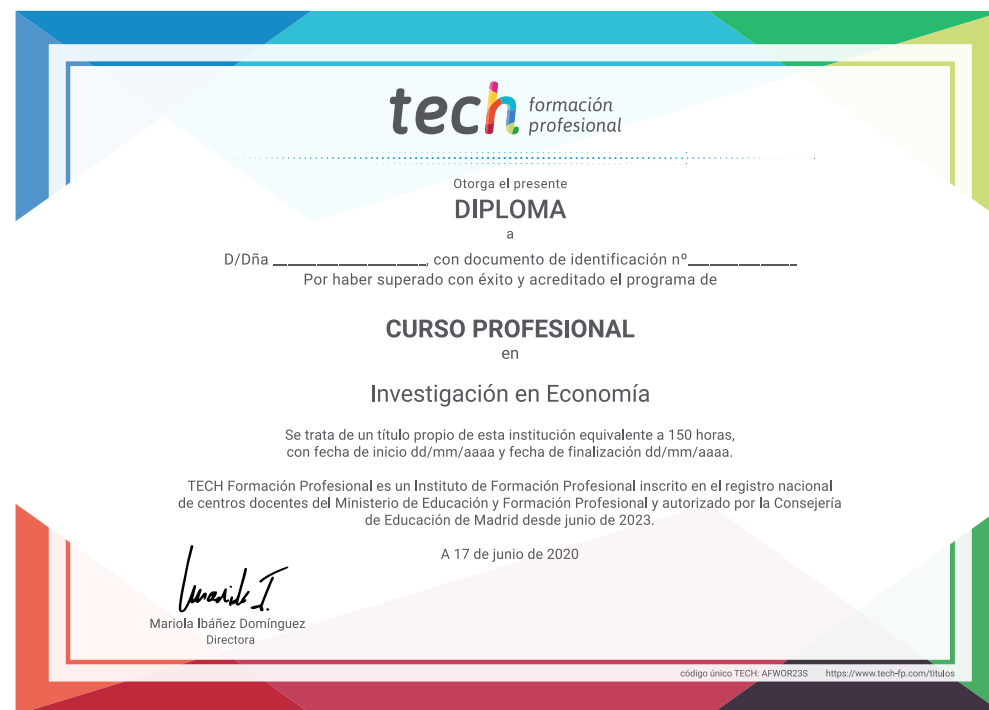 tech formación
profesional
Otorga el presente
DIPLOMA
a
D/Dña ____________________, con documento de identificación nº______________
Por haber superado con éxito y acreditado el programa de
CURSO PROFESIONAL
en
Investigación en Economía
Se trata de un título propio de esta institución equivalente a 150 horas,
con fecha de inicio dd/mm/aaaa y fecha de finalización dd/mm/aaaa.
TECH Formación Profesional es un Instituto de Formación Profesional inscrito en el registro nacional
de centros docentes del Ministerio de Educación y Formación Profesional y autorizado por la Consejería
de Educación de Madrid desde junio de 2023.
A 17 de junio de 2020
Mariola Ibáñez Domínguez
Directora
código único TECH: AFWOR23S https://www.tech-fp.com/titulos